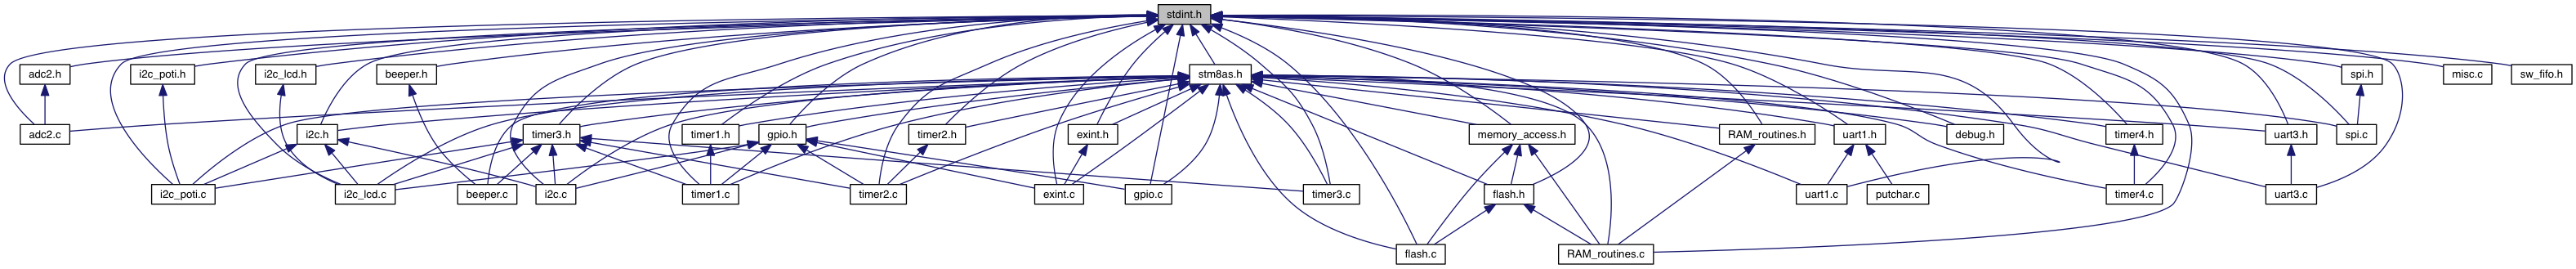 stdint.h
adc2.h
i2c_poti.h
i2c_lcd.h
beeper.h
stm8as.h
spi.h
misc.c
sw_fifo.h
adc2.c
i2c.h
timer3.h
timer1.h
gpio.h
timer2.h
exint.h
memory_access.h
RAM_routines.h
uart1.h
debug.h
timer4.h
uart3.h
spi.c
i2c_poti.c
i2c_lcd.c
beeper.c
i2c.c
timer1.c
timer2.c
exint.c
gpio.c
timer3.c
flash.h
uart1.c
putchar.c
timer4.c
uart3.c
flash.c
RAM_routines.c